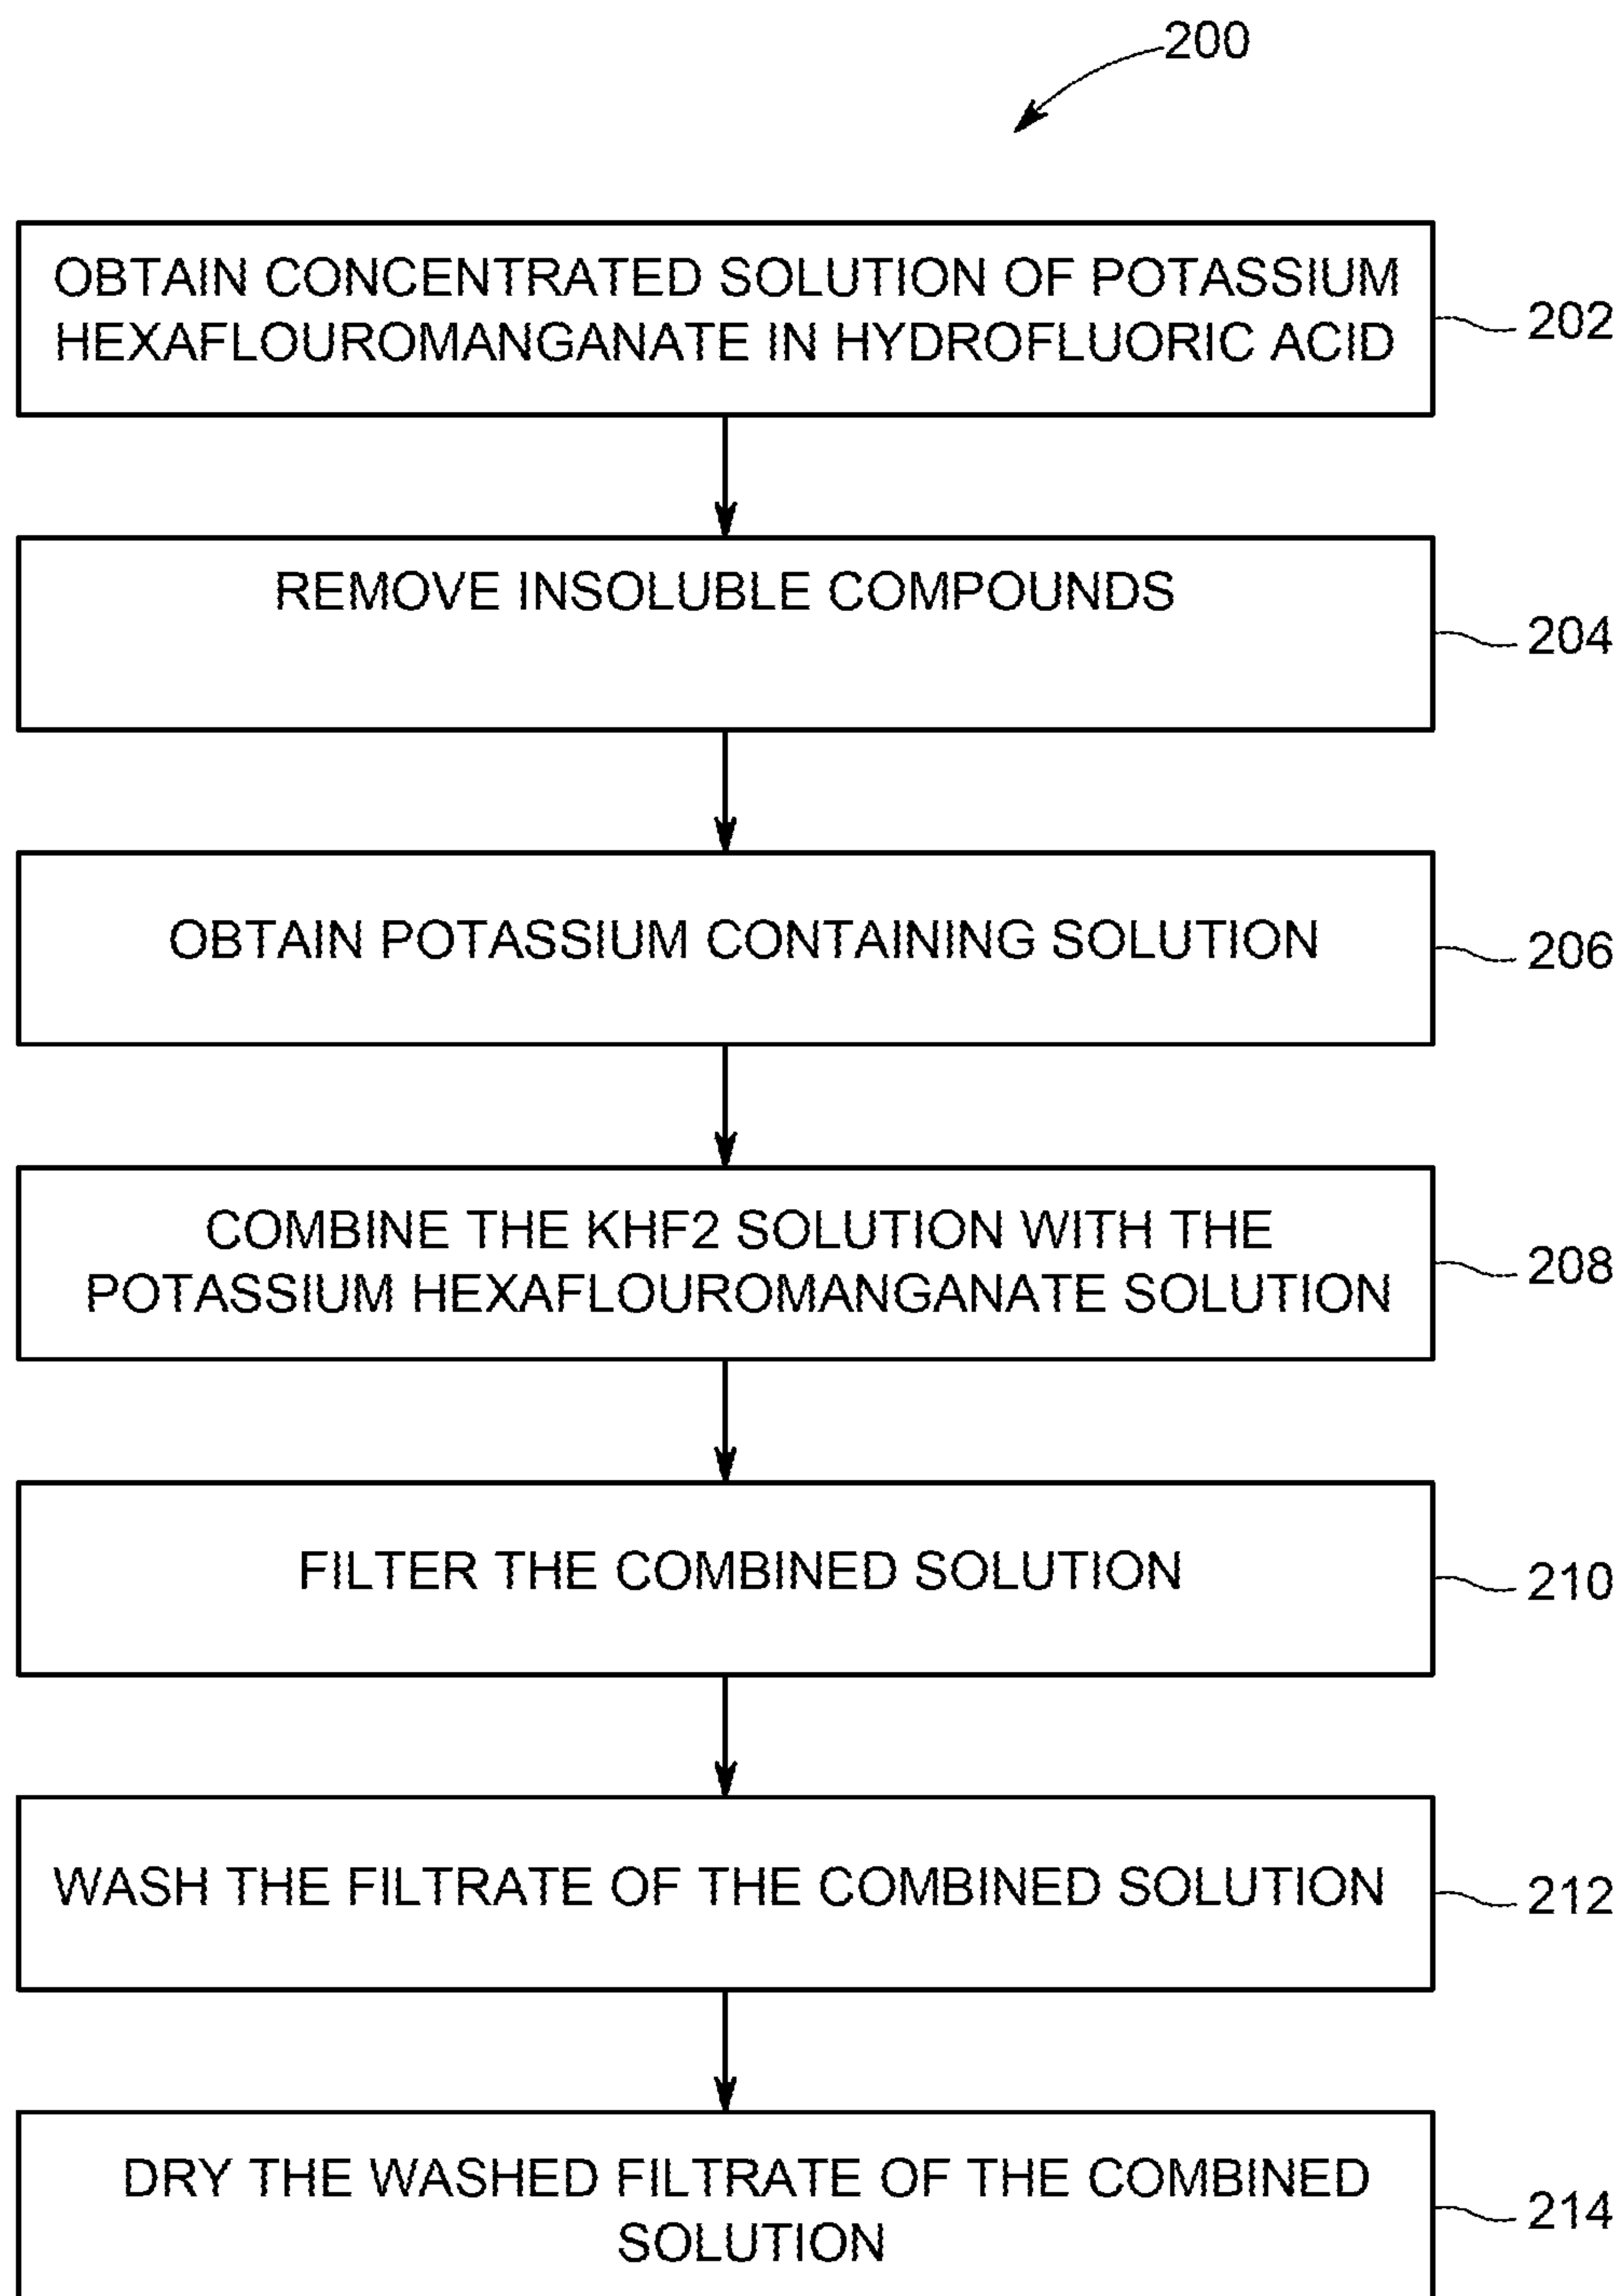 200
OBTAIN CONCENTRATED SOLUTION OF POTASSIUM
HEXAFLOUROMANGANATE IN HYDROFLUORIC ACID
202
REMOVE INSOLUBLE COMPOUNDS
204
OBTAIN POTASSIUM CONTAINING SOLUTION
206
COMBINE THE KHF2 SOLUTION WITH THE
POTASSIUM HEXAFLOUROMANGANATE SOLUTION
208
FILTER THE COMBINED SOLUTION
210
WASH THE FILTRATE OF THE COMBINED SOLUTION
212
DRY THE WASHED FILTRATE OF THE COMBINED
SOLUTION
214